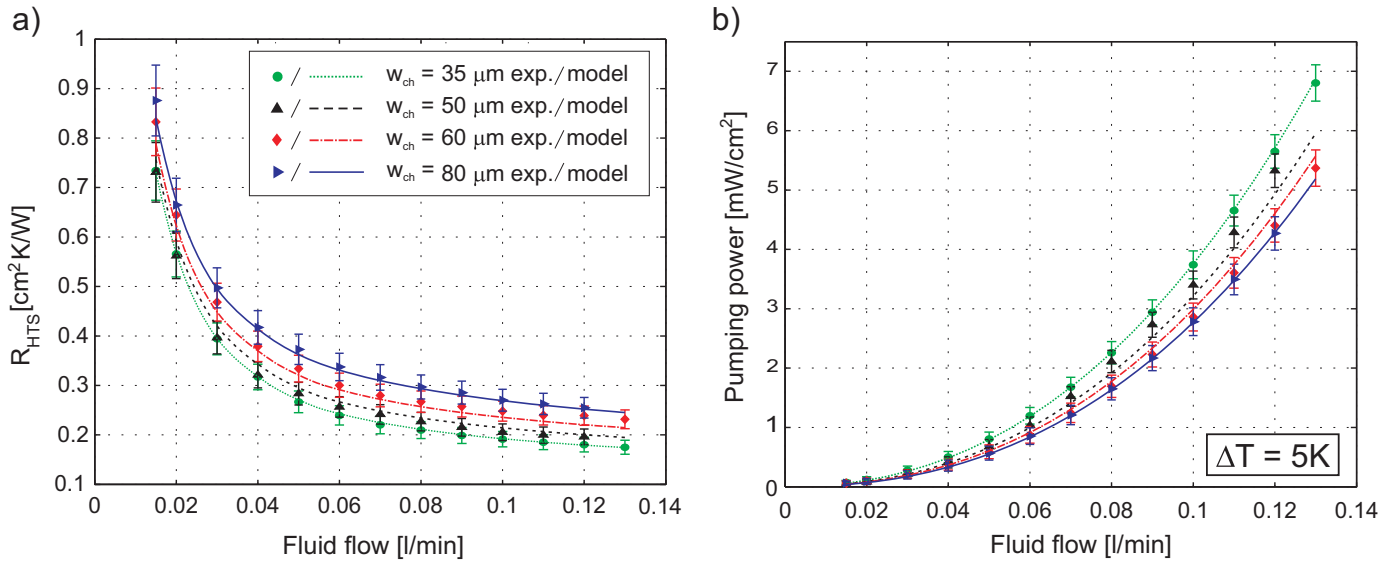 a)
R_HTS [cm²K/W]
1
0.9
0.8
0.7
0.6
0.5
0.4
0.3
0.2
0.1
/ w_ch = 35 μm exp./model
/ w_ch = 50 μm exp./model
/ w_ch = 60 μm exp./model
/ w_ch = 80 μm exp./model
0 0.02 0.04 0.06 0.08 0.1 0.12 0.14
Fluid flow [l/min]
b)
Pumping power [mW/cm²]
7
6
5
4
3
2
1
0
ΔT = 5K
0 0.02 0.04 0.06 0.08 0.1 0.12 0.14
Fluid flow [l/min]